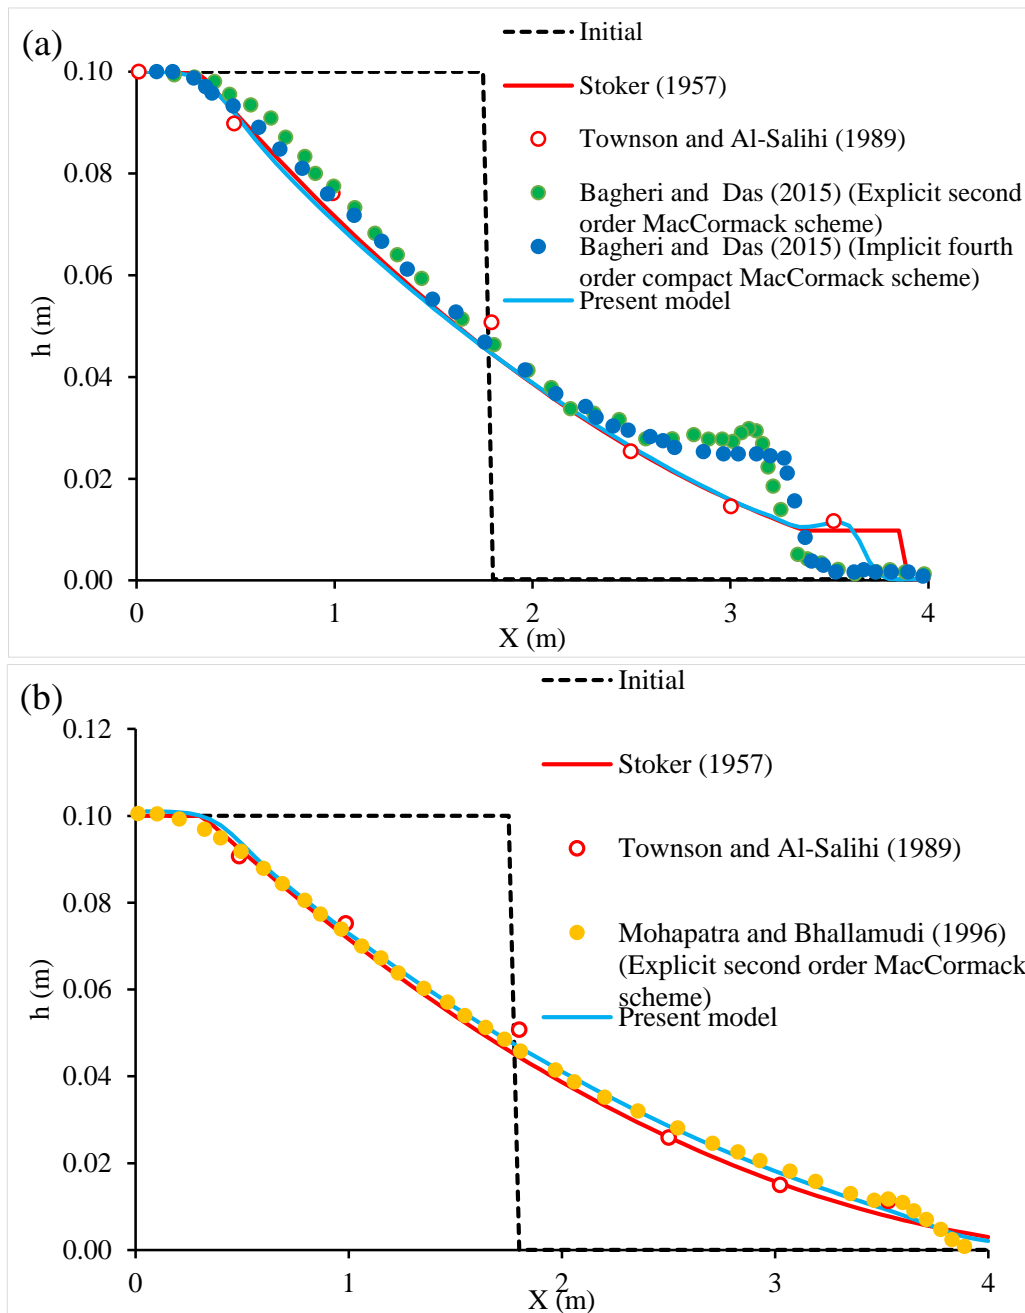 (a)
Initial
Stoker (1957)
Townson and Al-Salihi (1989)
Bagheri and Das (2015) (Explicit second
order MacCormack scheme)
Bagheri and Das (2015) (Implicit fourth
order compact MacCormack scheme)
Present model
h (m)
0.10
0.08
0.06
0.04
0.02
0.00
0
1
2
3
4
X (m)
(b)
Initial
Stoker (1957)
Townson and Al-Salihi (1989)
Mohapatra and Bhallamudi (1996)
(Explicit second order MacCormack
scheme)
Present model
h (m)
0.12
0.10
0.08
0.06
0.04
0.02
0.00
0
1
2
3
4
X (m)